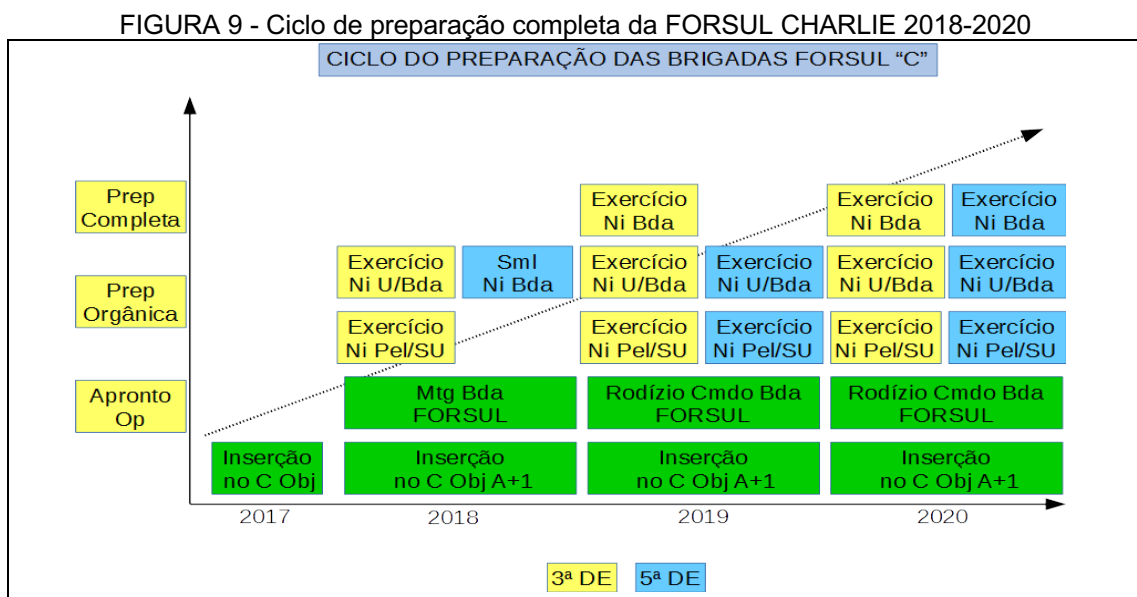 FIGURA 9 - Ciclo de preparação completa da FORSUL CHARLIE 2018-2020
CICLO DO PREPARAÇÃO DAS BRIGADAS FORSUL “C”
Prep
Completa
Exercício
Ni Bda
Exercício
Ni Bda
Exercício
Ni Bda
Prep
Orgânica
Exercício
Ni U/Bda
Sml
Ni Bda
Exercício
Ni U/Bda
Exercício
Ni U/Bda
Exercício
Ni U/Bda
Exercício
Ni U/Bda
Exercício
Ni Pel/SU
Exercício
Ni Pel/SU
Exercício
Ni Pel/SU
Exercício
Ni Pel/SU
Exercício
Ni Pel/SU
Apronto
Op
Mtg Bda
FORSUL
Rodízio Cmdo Bda
FORSUL
Rodízio Cmdo Bda
FORSUL
Inserção
no C Obj
Inserção
no C Obj A+1
Inserção
no C Obj A+1
Inserção
no C Obj A+1
2017
2018
2019
2020
3ª DE
5ª DE